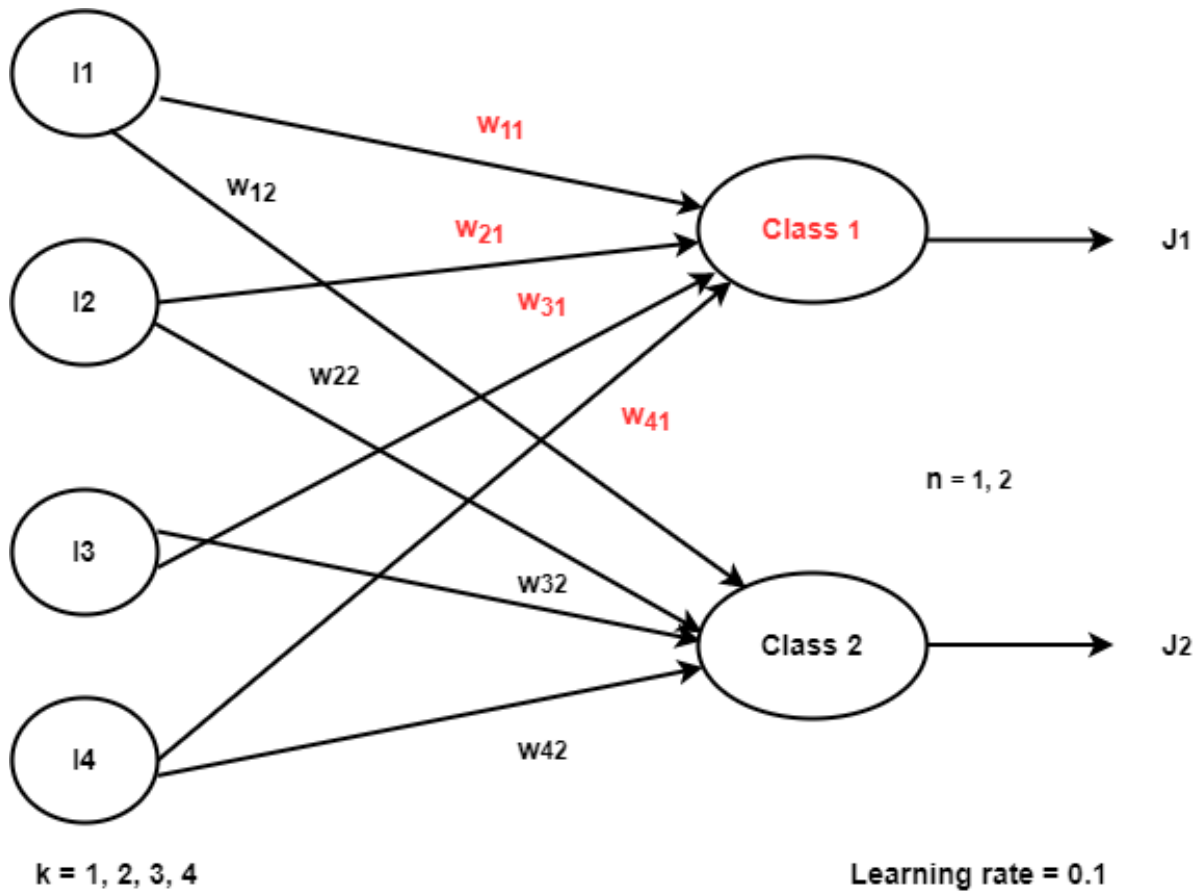 I1
w11
w12
w21
Class 1
J1
I2
w31
w22
w41
n = 1, 2
I3
w32
Class 2
J2
I4
w42
k = 1, 2, 3, 4
Learning rate = 0.1